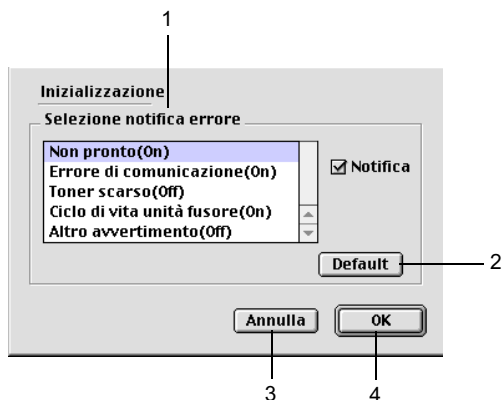 1
Inizializzazione
Selezione notifica errore
Non pronto(On)
Errore di comunicazione(On)
Toner scarso(Off)
Ciclo di vita unità fusore(On)
Altro avvertimento(Off)
Notifica
Default
2
Annulla
OK
3
4